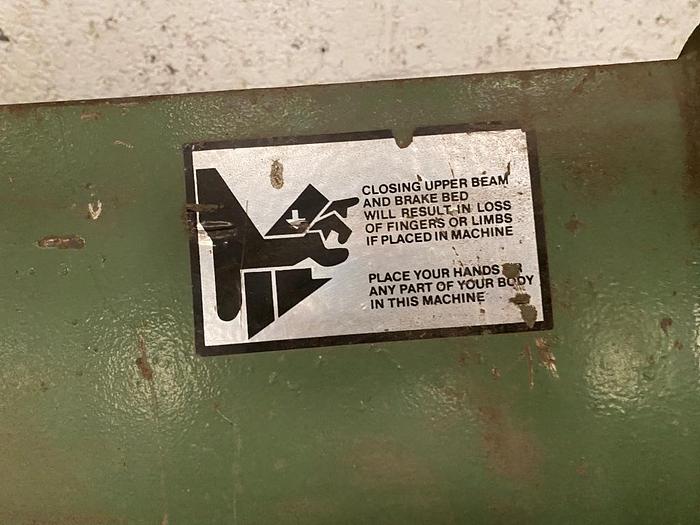 CLOSING UPPER BEAM
AND BRAKE BED
WILL RESULT IN LOSS
OF FINGERS OR LIMBS
IF PLACED IN MACHINE
PLACE YOUR HANDS
ANY PART OF YOUR BODY
IN THIS MACHINE